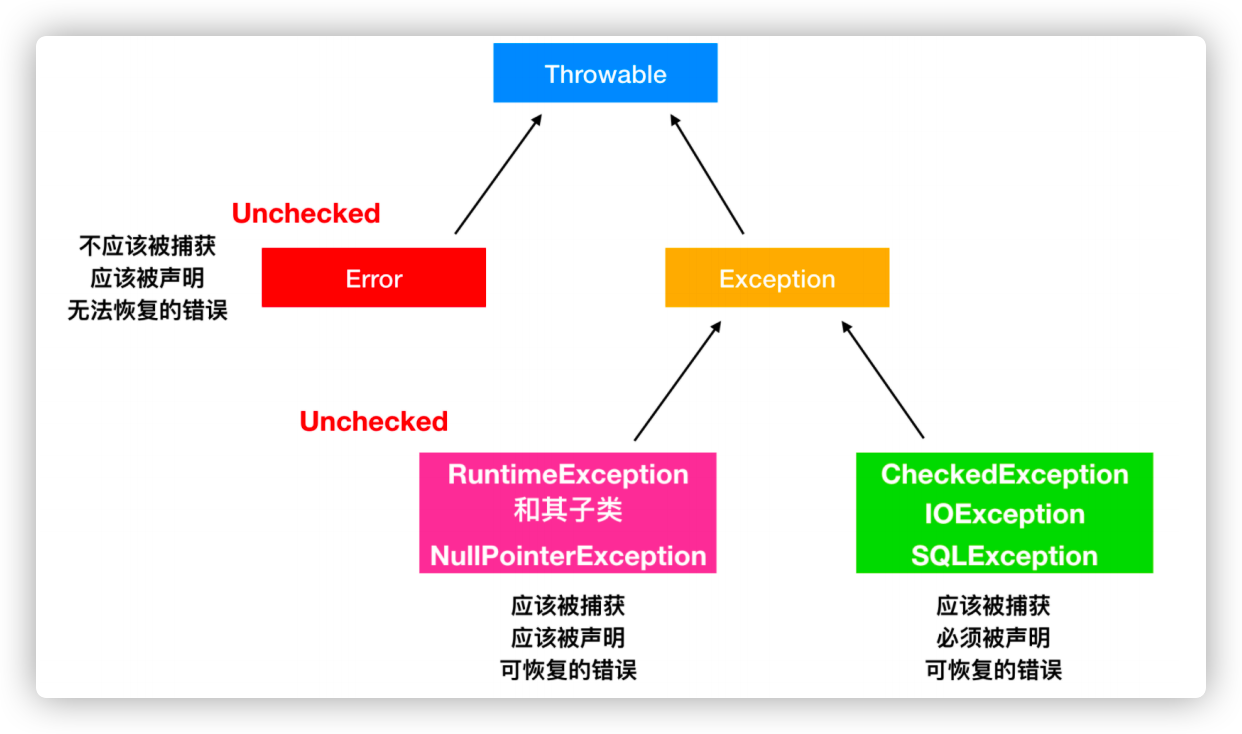 Throwable
Unchecked
不应该被捕获
应该被声明
无法恢复的错误
Error
Exception
Unchecked
RuntimeException
和其子类
NullPointerException
CheckedException
IOException
SQLException
应该被捕获
应该被声明
可恢复的错误
应该被捕获
必须被声明
可恢复的错误